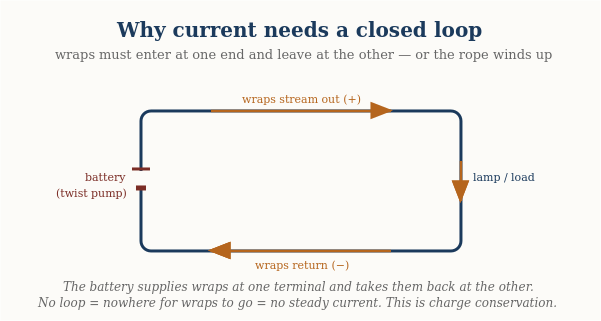 Why current needs a closed loop
wraps must enter at one end and leave at the other — or the rope winds up
wraps stream out (+)
battery
(twist pump)
lamp / load
wraps return (−)
The battery supplies wraps at one terminal and takes them back at the other.
No loop = nowhere for wraps to go = no steady current. This is charge conservation.